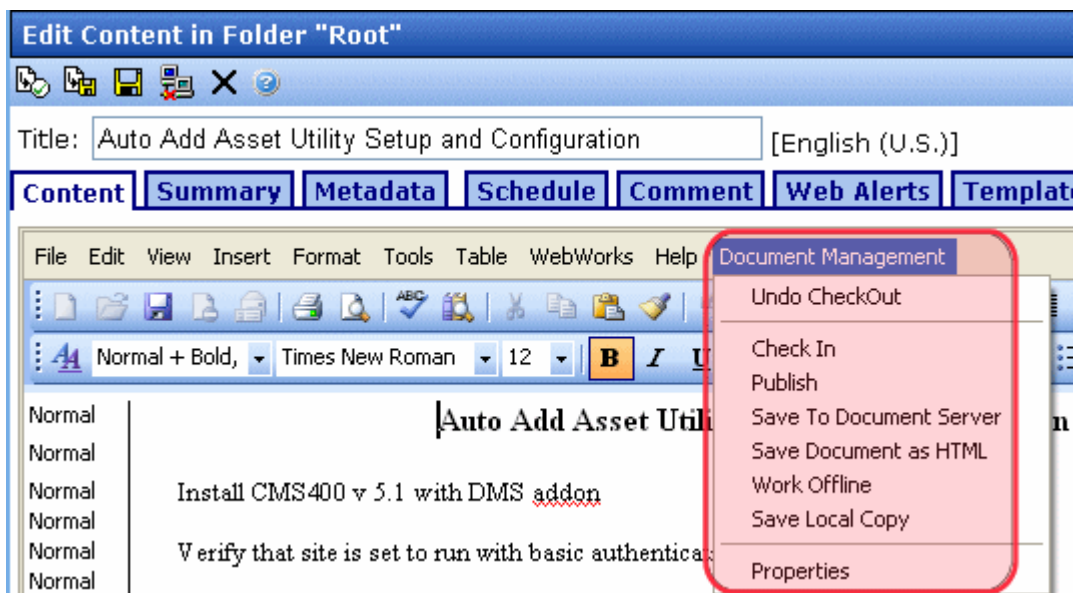 Edit Content in Folder "Root"
Title: Auto Add Asset Utility Setup and Configuration [English (U.S.)]
Content Summary Metadata Schedule Comment Web Alerts Template
File Edit View Insert Format Tools Table WebWorks Help Document Management
Undo CheckOut
ABC
Check In
Normal + Bold, Times New Roman 12 B I U
Publish
Normal Auto Add Asset Utili n
Save To Document Server
Normal
Save Document as HTML
Normal Install CMS400 v 5.1 with DMS addon
Work Offline
Normal
Save Local Copy
Normal Verify that site is set to run with basic authenticat
Properties
Normal